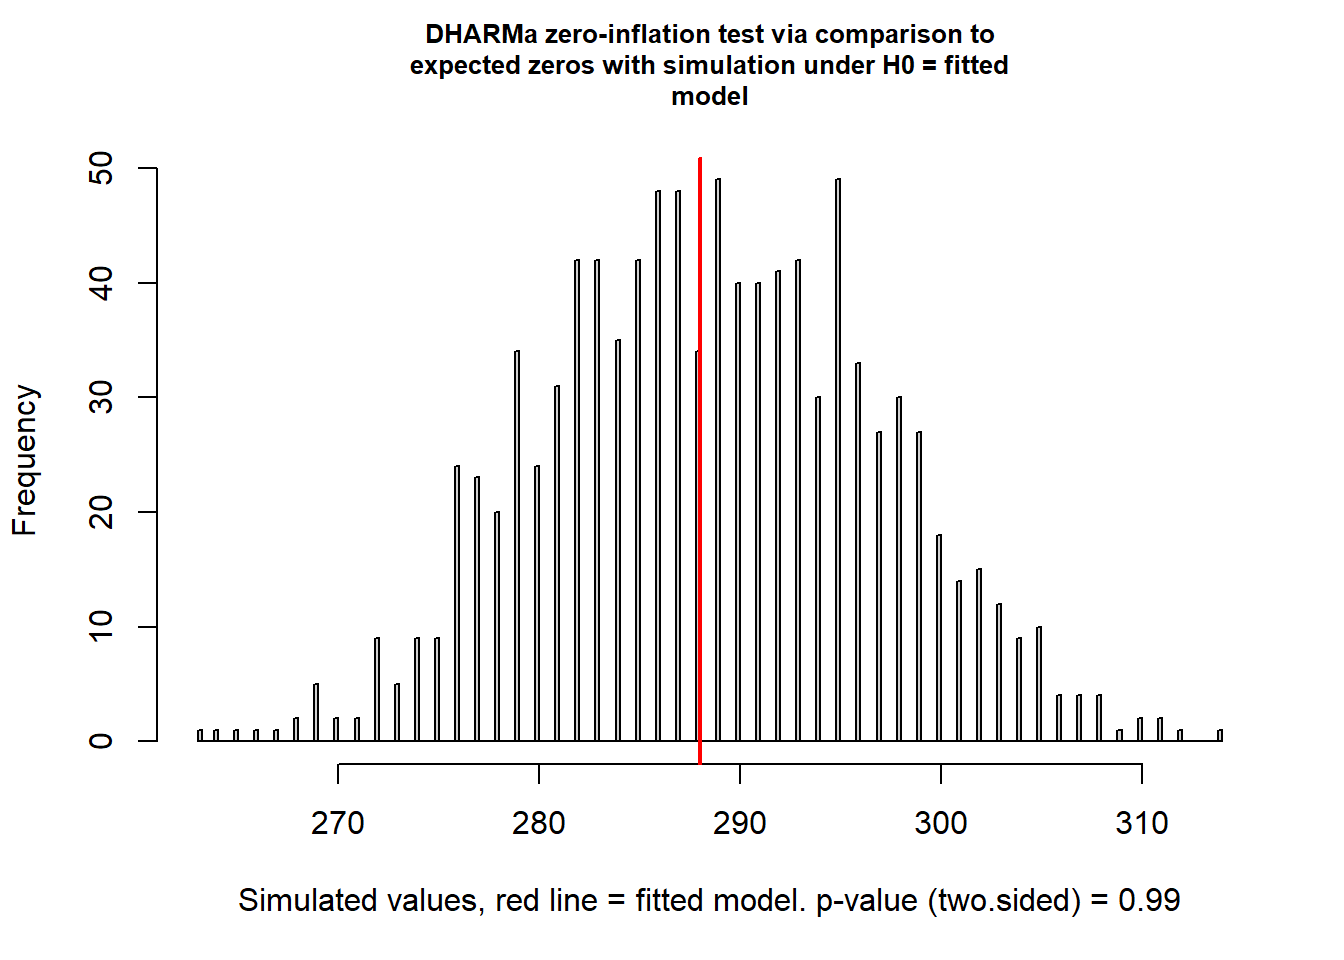 DHARMa zero-inflation test via comparison to
expected zeros with simulation under H0 = fitted
model
Frequency
50
40
30
20
10
0
270 280 290 300 310
Simulated values, red line = fitted model. p-value (two.sided) = 0.99